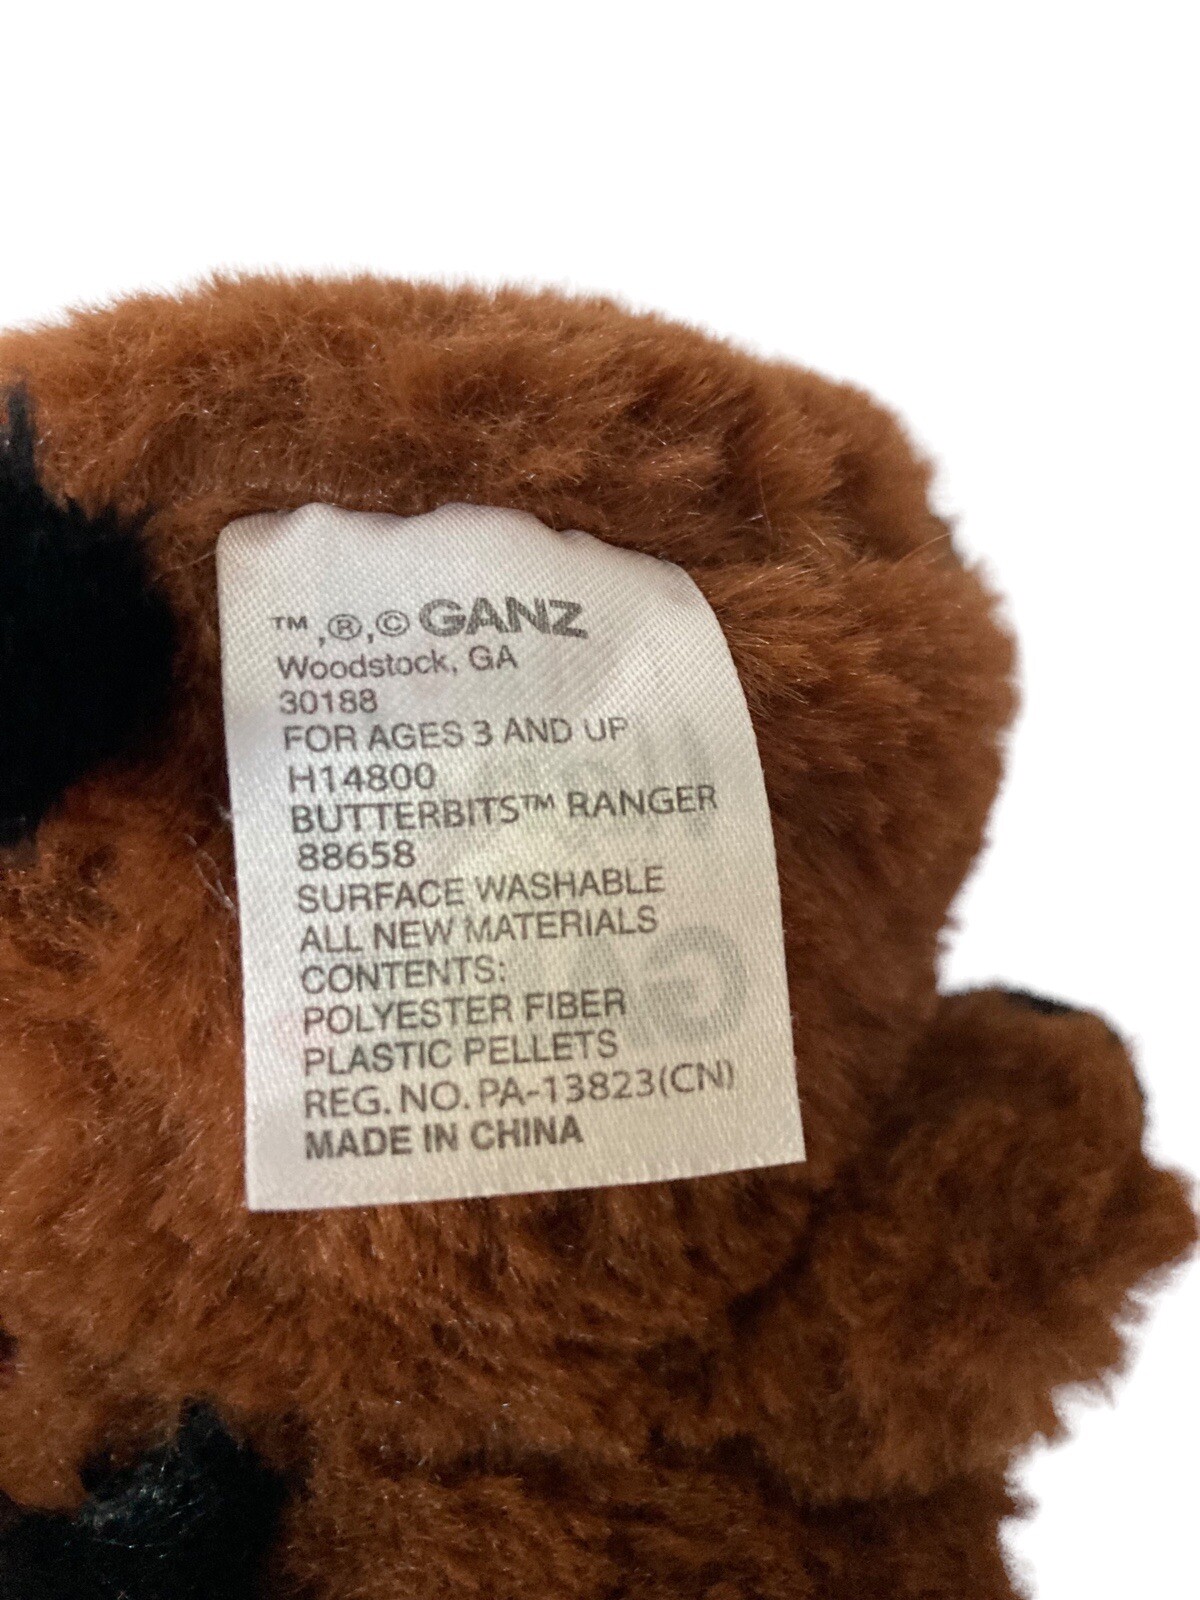 ™,®,© GANZ
Woodstock, GA
30188
FOR AGES 3 AND UP
H14800
BUTTERBITS™ RANGER
88658
SURFACE WASHABLE
ALL NEW MATERIALS
CONTENTS:
POLYESTER FIBER
PLASTIC PELLETS
REG. NO. PA-13823(CN)
MADE IN CHINA